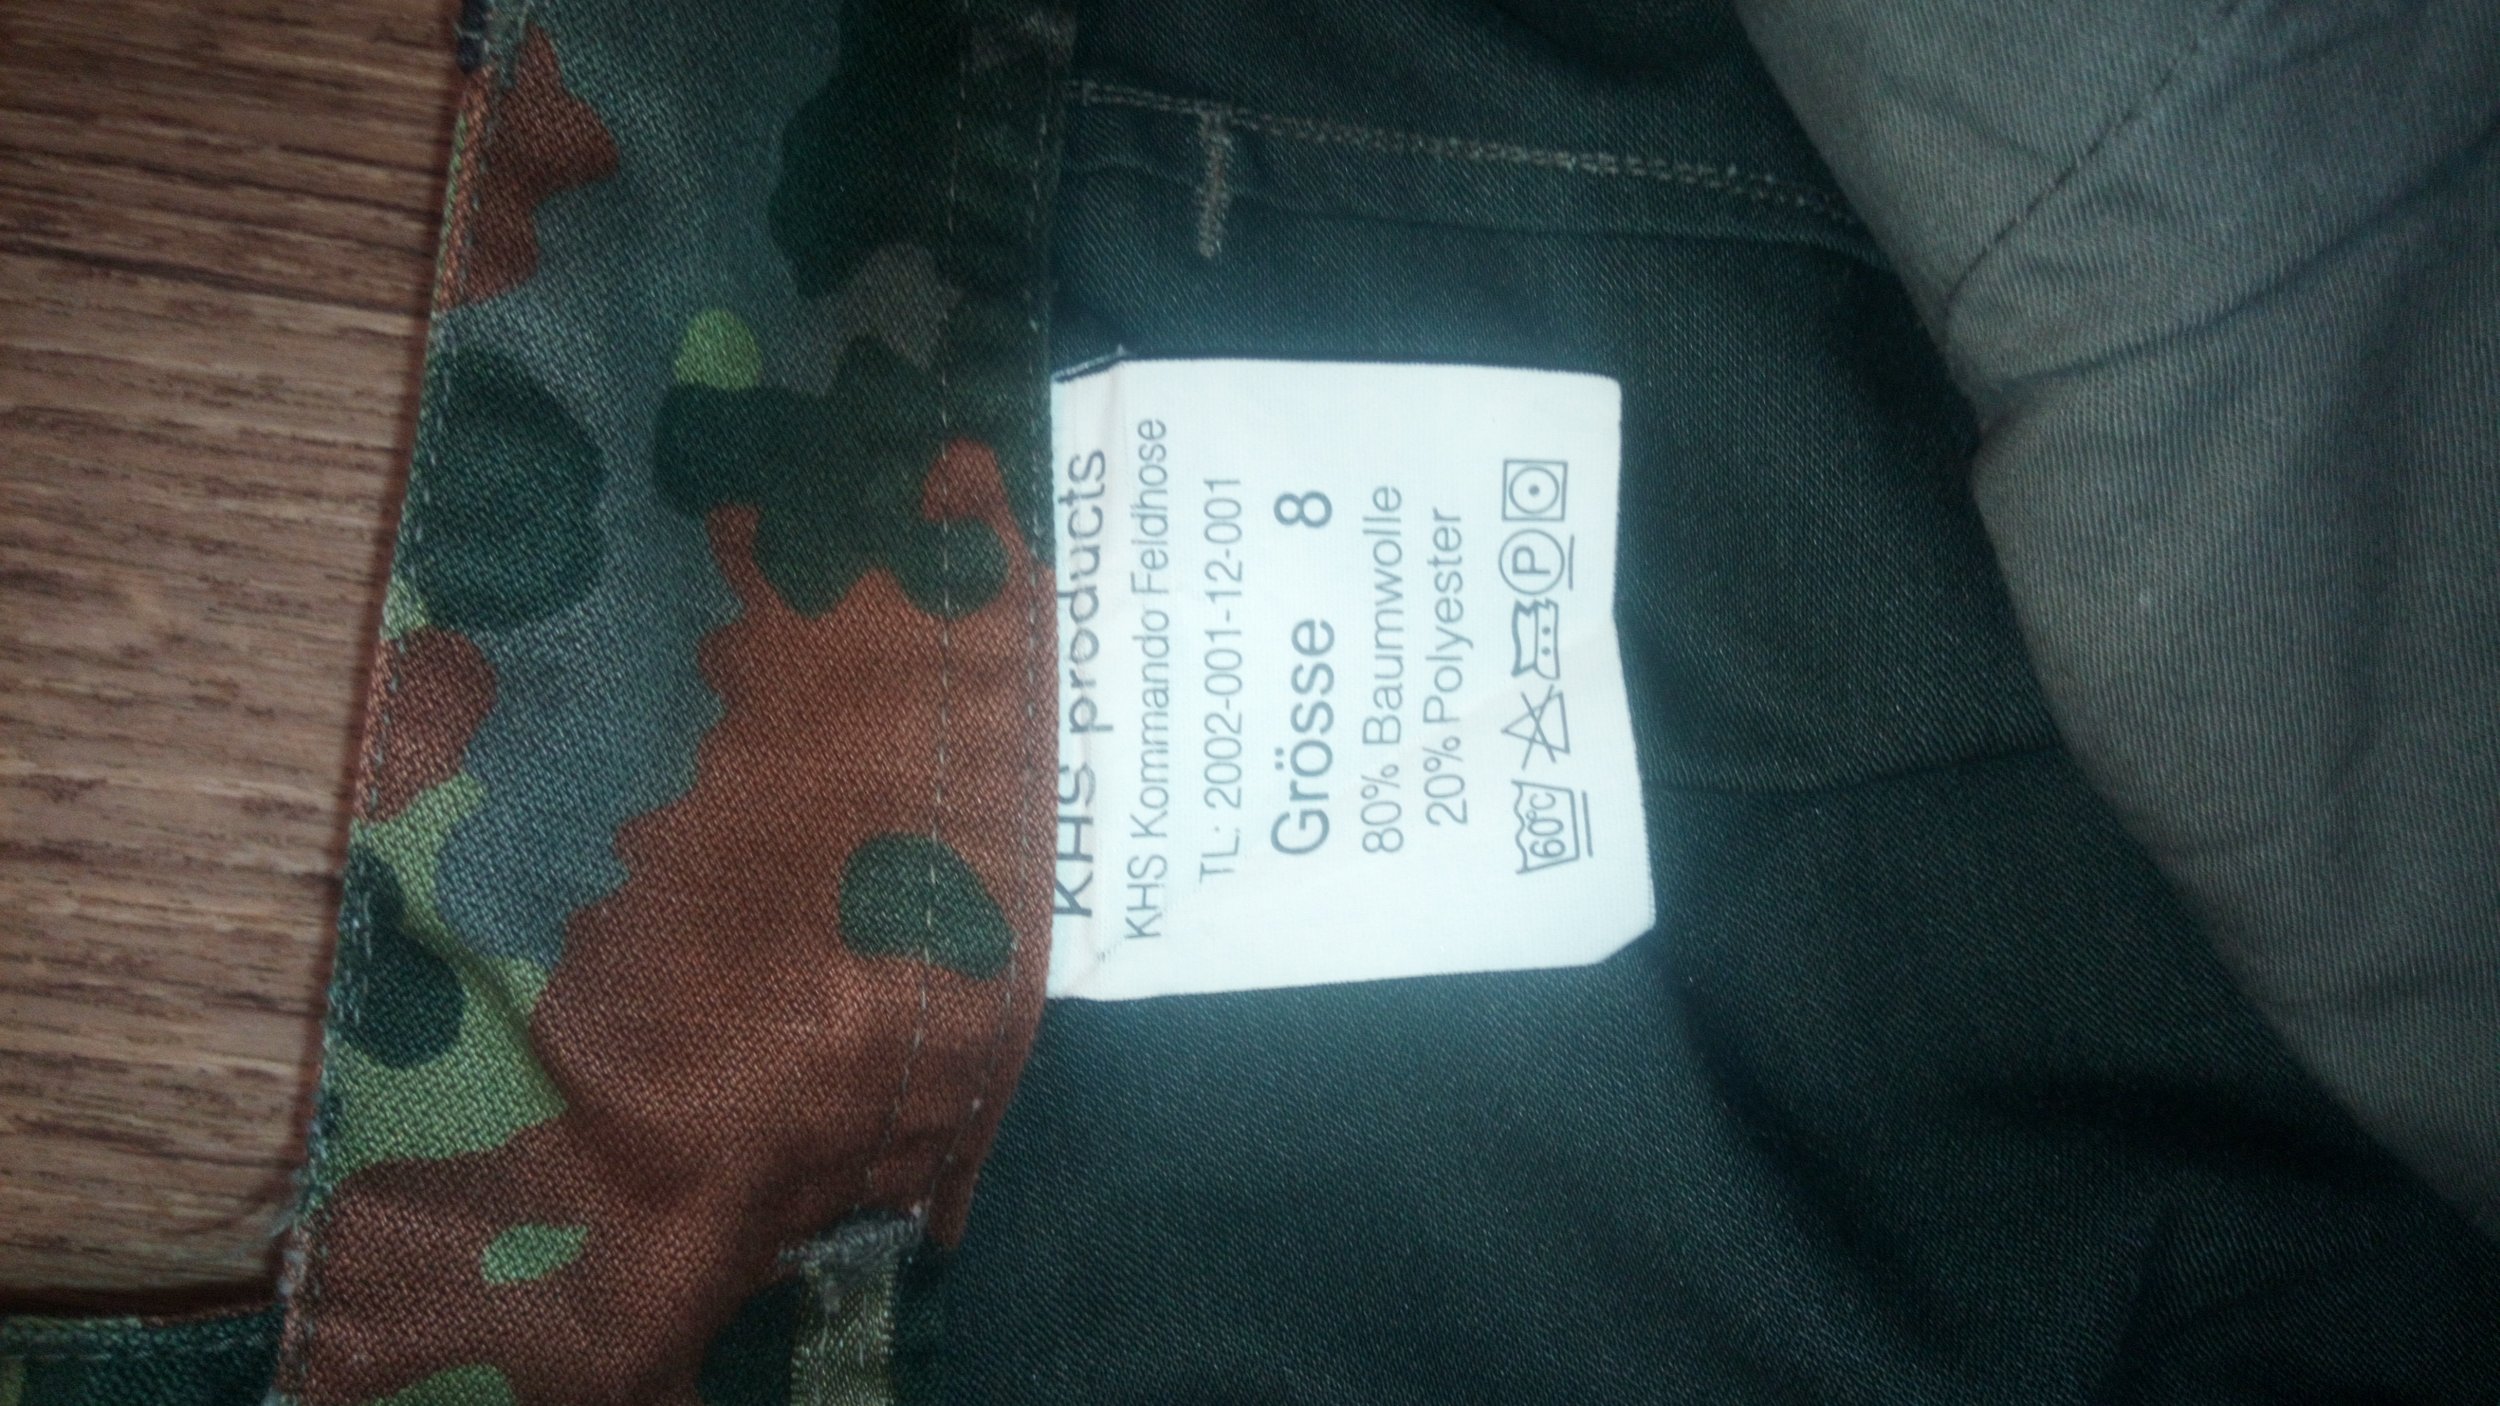 KHS products
KHS Kommando Feldhose
TL: 2002-001-12-001
Grösse 8
80% Baumwolle
20% Polyester
60°C P